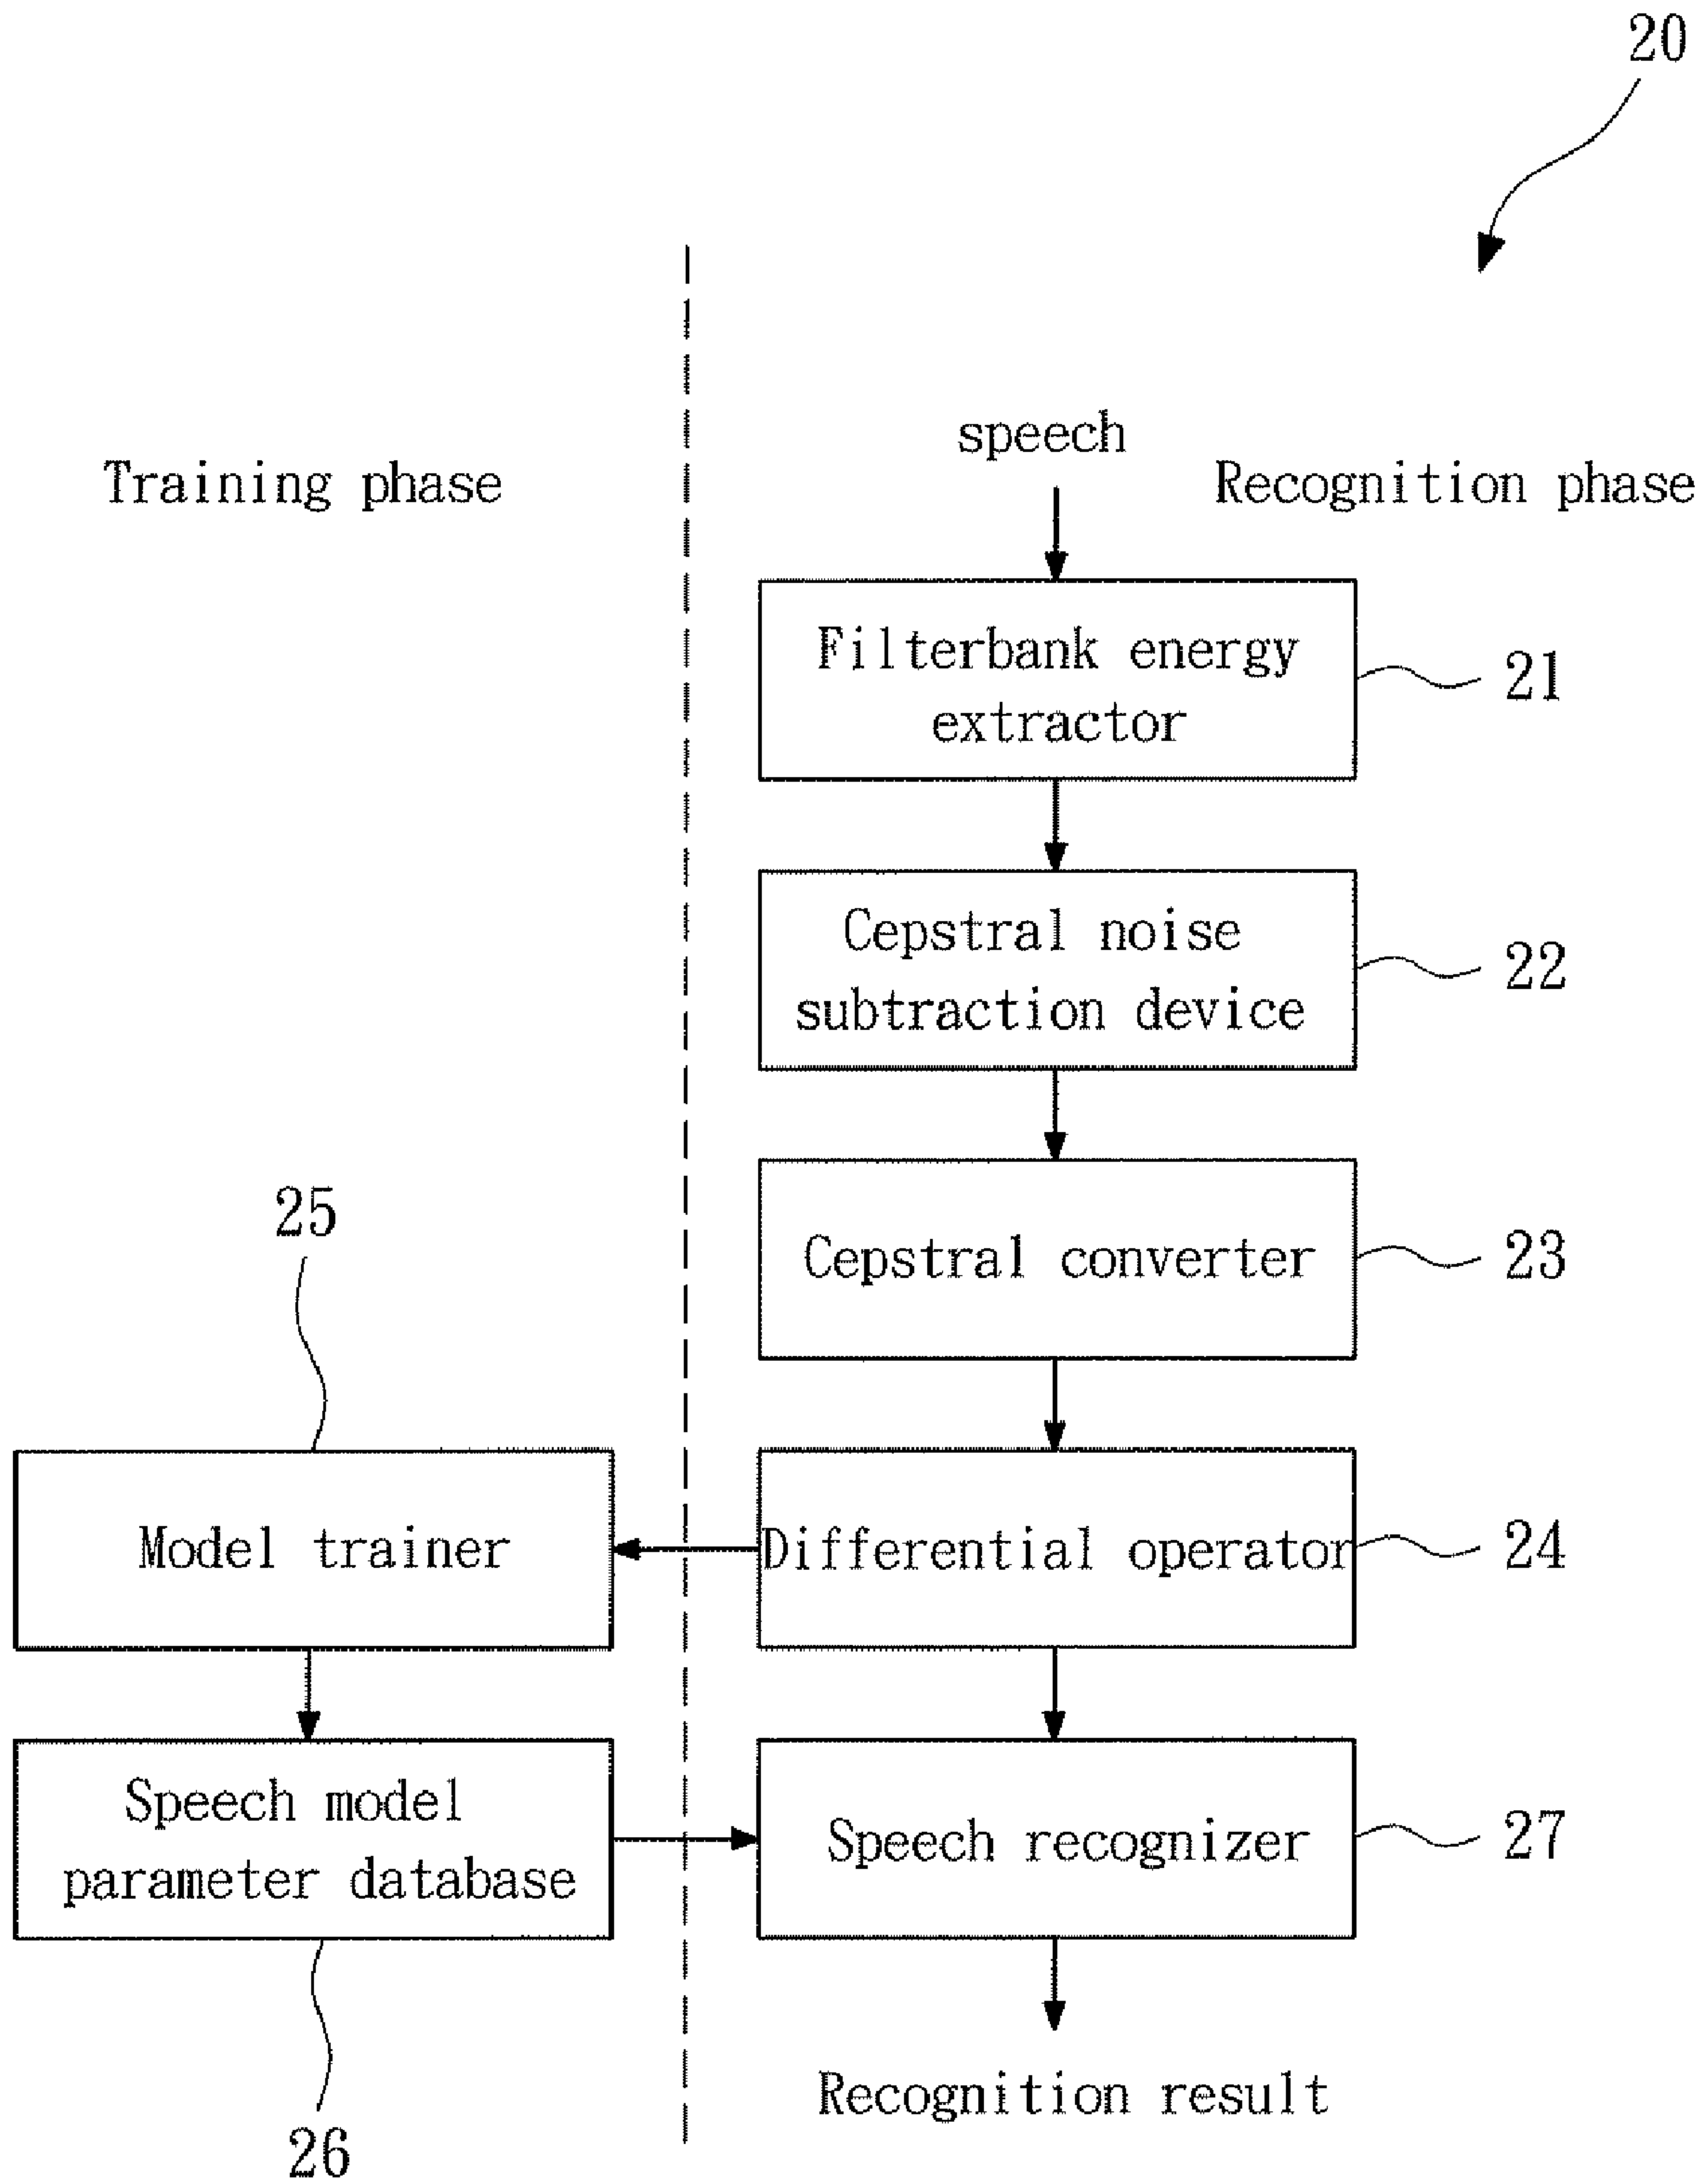 20
speech
Training phase
Recognition phase
Filterbank energy
extractor
21
Cepstral noise
subtraction device
22
Cepstral converter
23
25
Model trainer
Differential operator
24
Speech model
parameter database
Speech recognizer
27
26
Recognition result